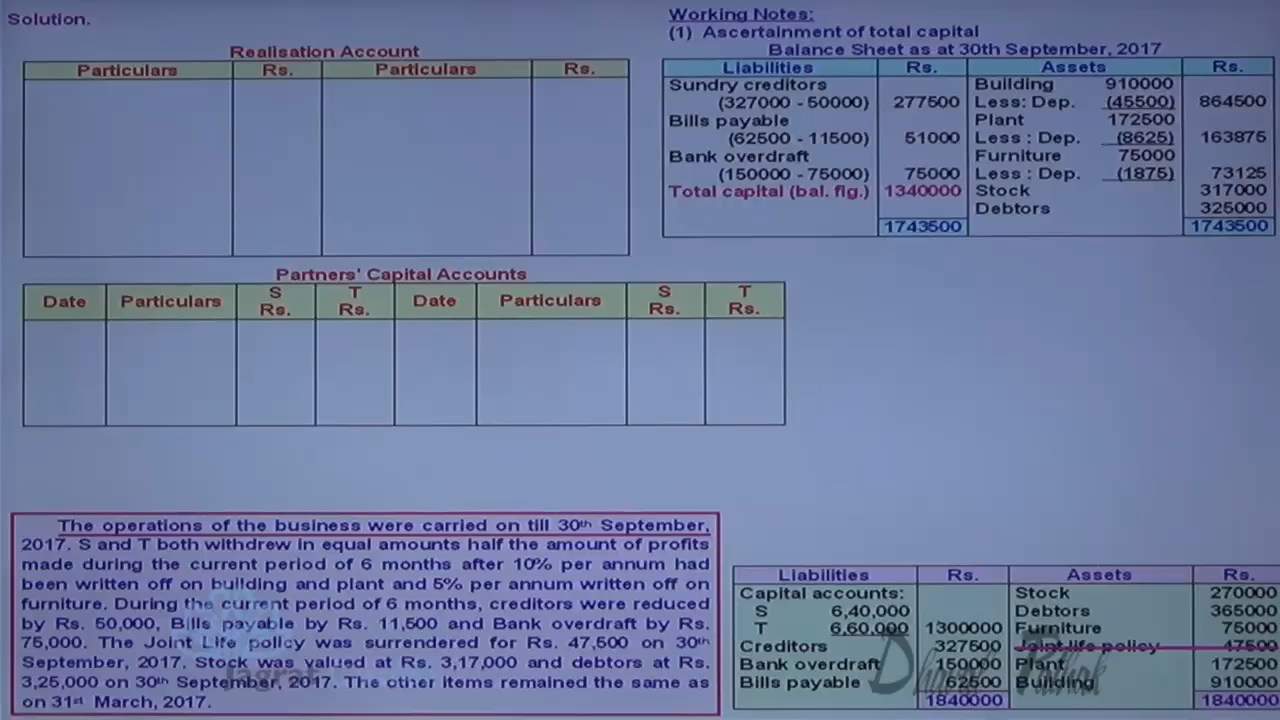 Solution.
Realisation Account
Particulars Rs. Particulars Rs.
Partners' Capital Accounts
Date Particulars S Rs. T Rs. Date Particulars S Rs. T Rs.
Working Notes:
(1) Ascertainment of total capital
Balance Sheet as at 30th September, 2017
Liabilities Rs. Assets Rs.
Sundry creditors Building 910000
(327000 - 50000) 277500 Less: Dep. (45500) 864500
Bills payable Plant 172500
(62500 - 11500) 51000 Less : Dep. (8625) 163875
Bank overdraft Furniture 75000
(150000 - 75000) 75000 Less : Dep. (1875) 73125
Total capital (bal. fig.) 1340000 Stock 317000
Debtors 325000
1743500 1743500
The operations of the business were carried on till 30th September,
2017. S and T both withdrew in equal amounts half the amount of profits
made during the current period of 6 months after 10% per annum had
been written off on building and plant and 5% per annum written off on
furniture. During the current period of 6 months, creditors were reduced
by Rs. 50,000, Bills payable by Rs. 11,500 and Bank overdraft by Rs.
75,000. The Joint Life policy was surrendered for Rs. 47,500 on 30th
September, 2017. Stock was valued at Rs. 3,17,000 and debtors at Rs.
3,25,000 on 30th September, 2017. The other items remained the same as
on 31st March, 2017.
Liabilities Rs. Assets Rs.
Capital accounts: Stock 270000
S 6,40,000 Debtors 365000
T 6,60,000 1300000 Furniture 75000
Creditors 327500 Joint life policy 47500
Bank overdraft 150000 Plant 172500
Bills payable 62500 Building 910000
1840000 1840000
Jagrat